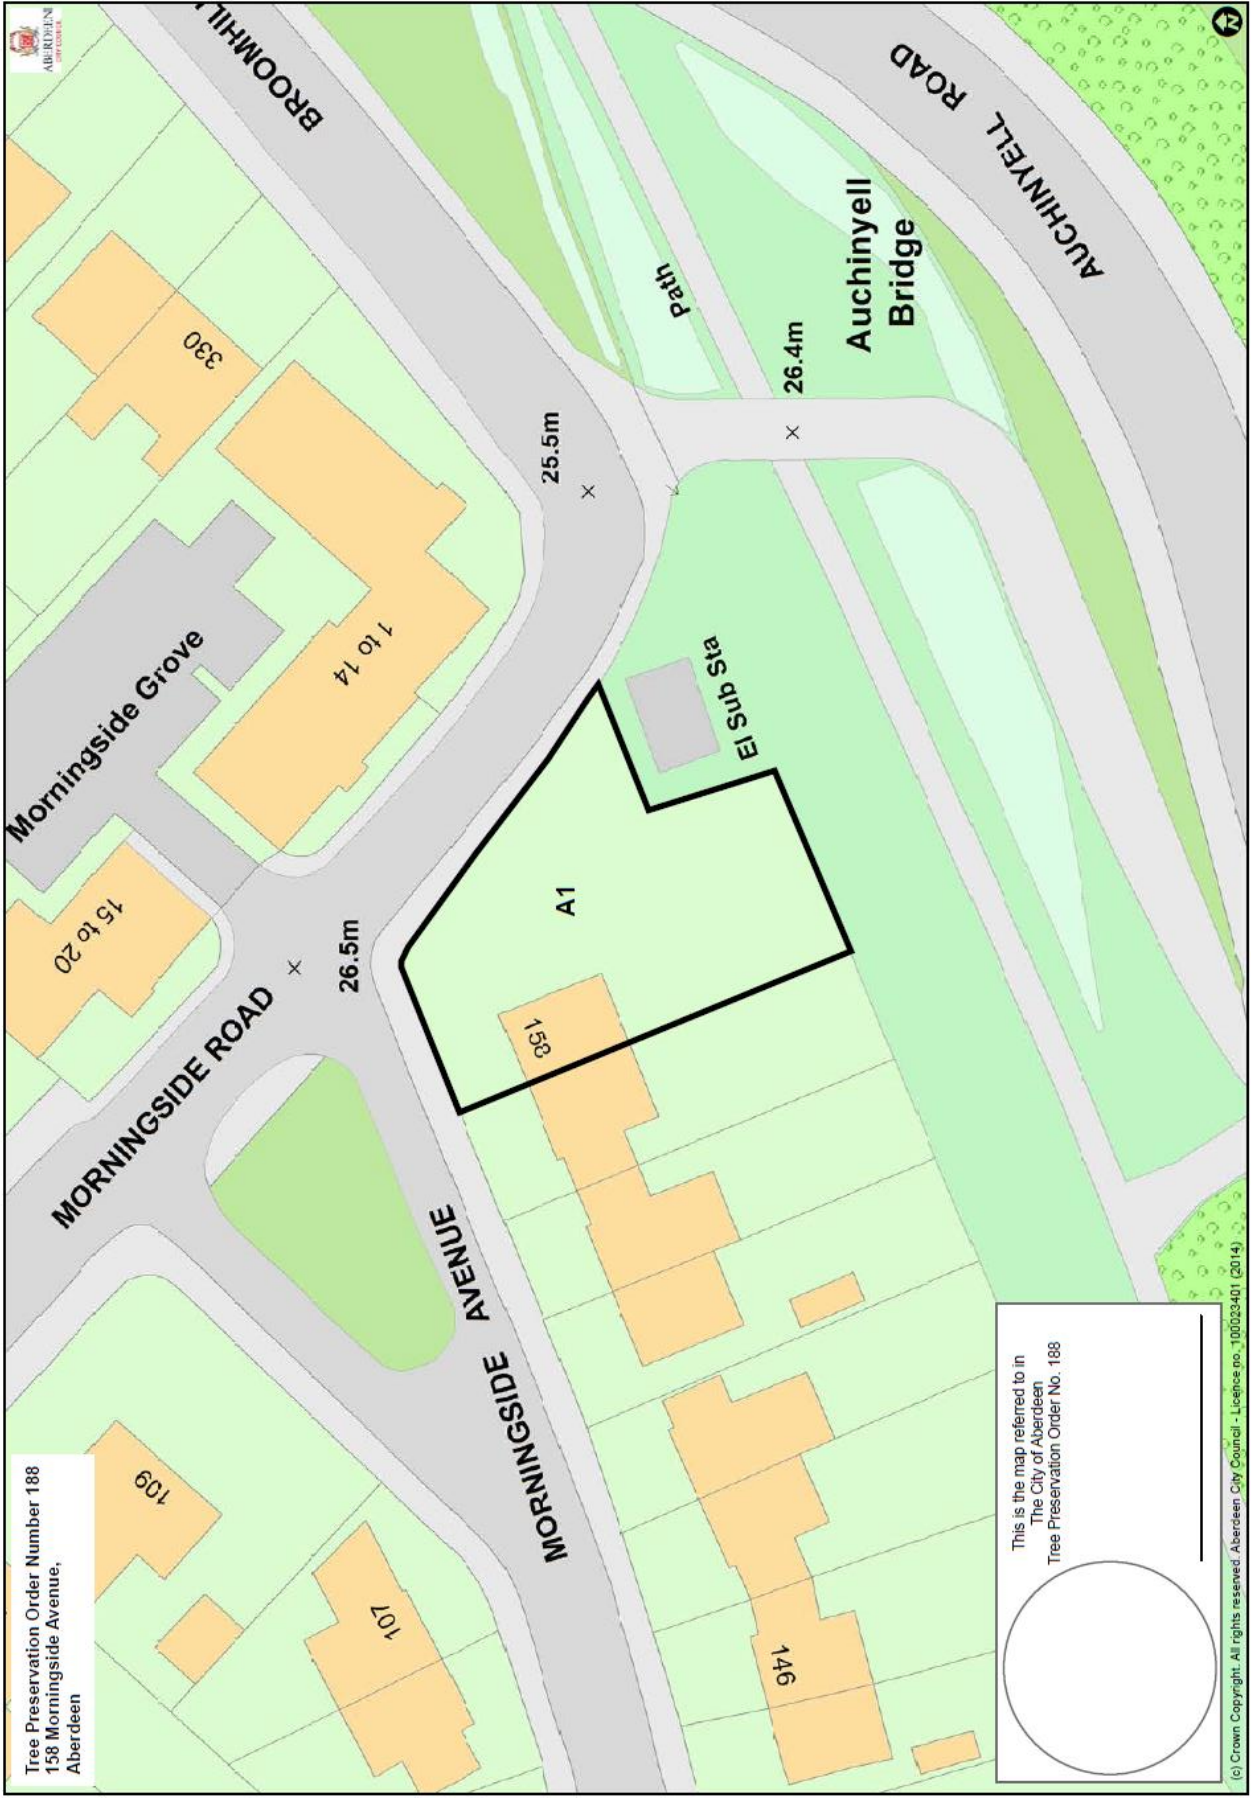 Tree Preservation Order Number 188
158 Morningside Avenue,
Aberdeen
ABERDEEN
CITY COUNCIL
BROOMHILL
330
Morningside Grove
1 to 14
15 to 20
MORNINGSIDE ROAD
26.5m
25.5m
26.4m
Path
Auchinyell
Bridge
AUCHINYELL ROAD
El Sub Sta
A1
158
MORNINGSIDE AVENUE
109
107
146
N
This is the map referred to in
The City of Aberdeen
Tree Preservation Order No. 188
(c) Crown Copyright. All rights reserved. Aberdeen City Council - Licence no. 100023401 (2014)